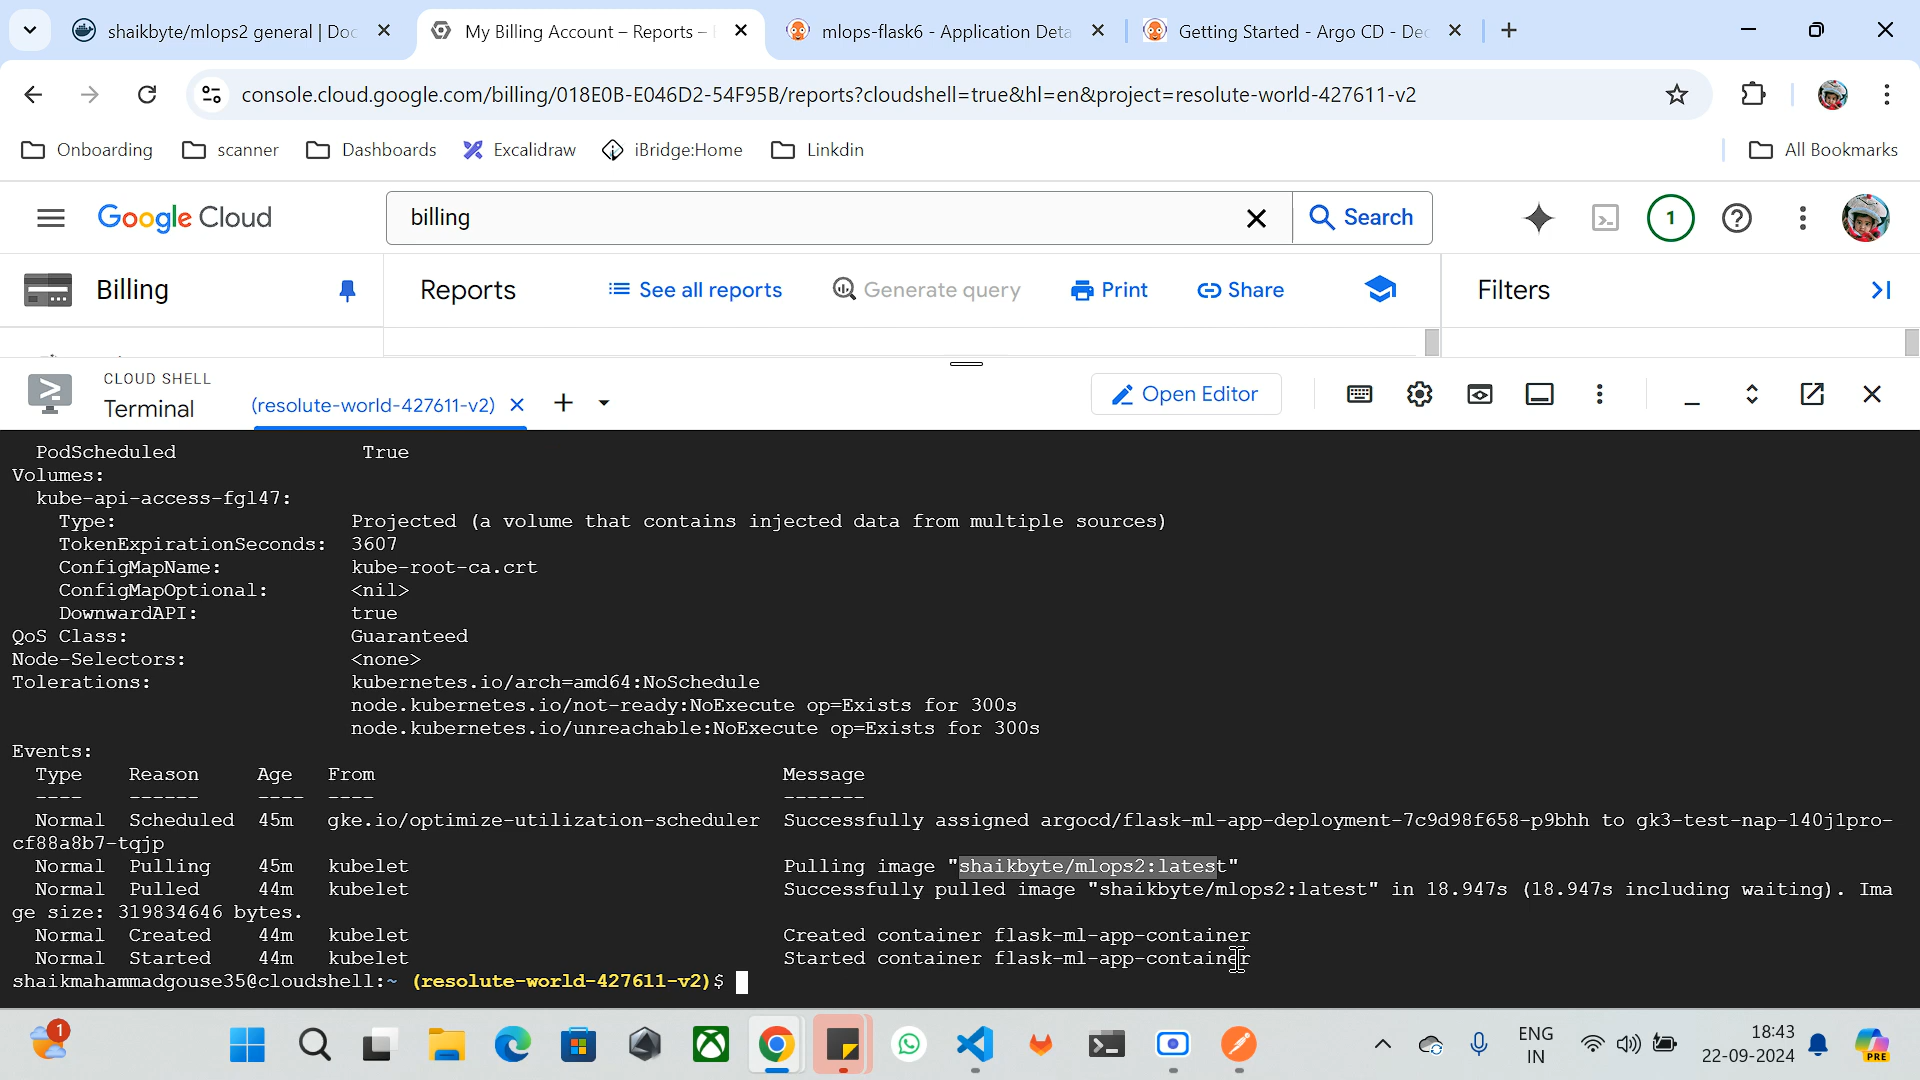 shaikbyte/mlops2 general | Doc
My Billing Account – Reports –
mlops-flask6 - Application Deta
Getting Started - Argo CD - Dec
console.cloud.google.com/billing/018E0B-E046D2-54F95B/reports?cloudshell=true&hl=en&project=resolute-world-427611-v2
Onboarding scanner Dashboards Excalidraw iBridge:Home Linkdin All Bookmarks
Google Cloud billing Search 1
Billing Reports See all reports Generate query Print Share Filters
CLOUD SHELL
Terminal (resolute-world-427611-v2) Open Editor
PodScheduled True
Volumes:
kube-api-access-fgl47:
Type: Projected (a volume that contains injected data from multiple sources)
TokenExpirationSeconds: 3607
ConfigMapName: kube-root-ca.crt
ConfigMapOptional: <nil>
DownwardAPI: true
QoS Class: Guaranteed
Node-Selectors: <none>
Tolerations: kubernetes.io/arch=amd64:NoSchedule
node.kubernetes.io/not-ready:NoExecute op=Exists for 300s
node.kubernetes.io/unreachable:NoExecute op=Exists for 300s
Events:
Type Reason Age From Message
---- ------ ---- ---- -------
Normal Scheduled 45m gke.io/optimize-utilization-scheduler Successfully assigned argocd/flask-ml-app-deployment-7c9d98f658-p9bhh to gk3-test-nap-140j1pro-
cf88a8b7-tqjp
Normal Pulling 45m kubelet Pulling image "shaikbyte/mlops2:latest"
Normal Pulled 44m kubelet Successfully pulled image "shaikbyte/mlops2:latest" in 18.947s (18.947s including waiting). Ima
ge size: 319834646 bytes.
Normal Created 44m kubelet Created container flask-ml-app-container
Normal Started 44m kubelet Started container flask-ml-app-container
shaikmahammadgouse350@cloudshell:~ (resolute-world-427611-v2)$
1 ENG 18:43
IN 22-09-2024 PRE